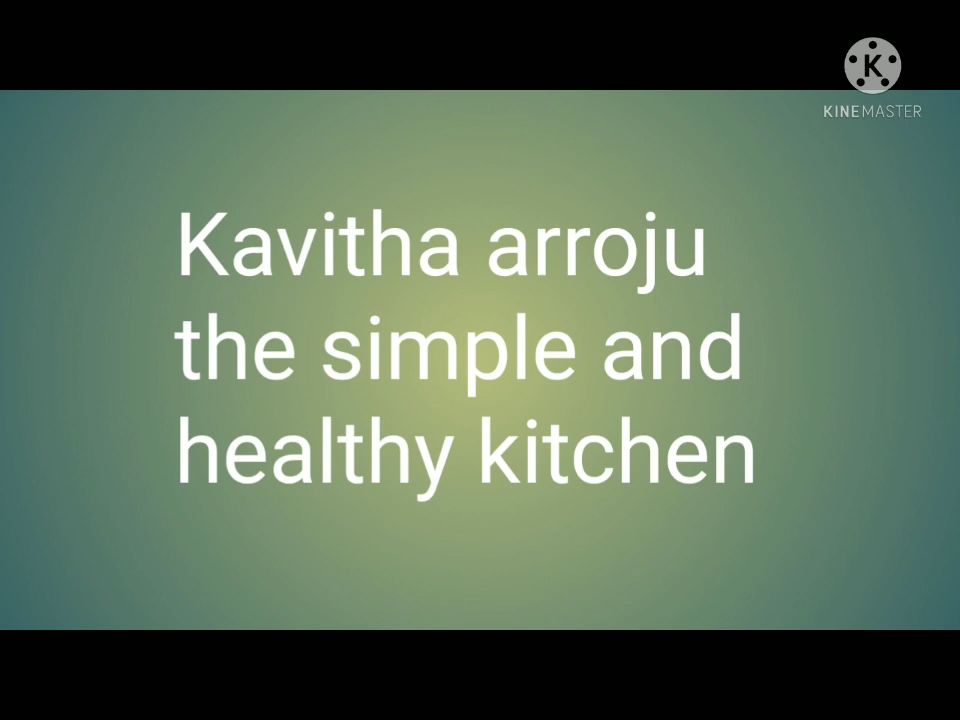 K
KINEMASTER
Kavitha arroju
the simple and
healthy kitchen